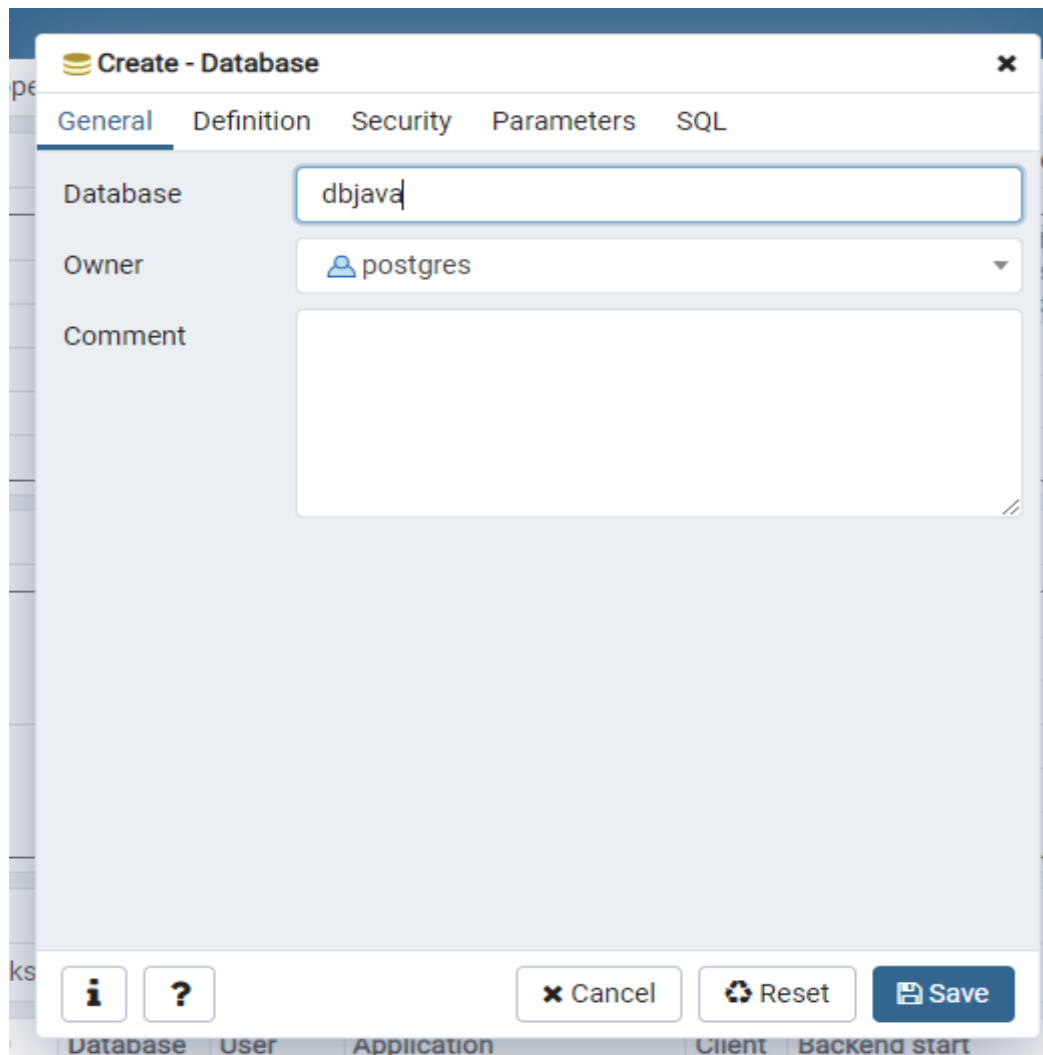 Create - Database
General Definition Security Parameters SQL
Database dbjava
Owner postgres
Comment
i ? Cancel Reset Save
Database User Application Client Backend start